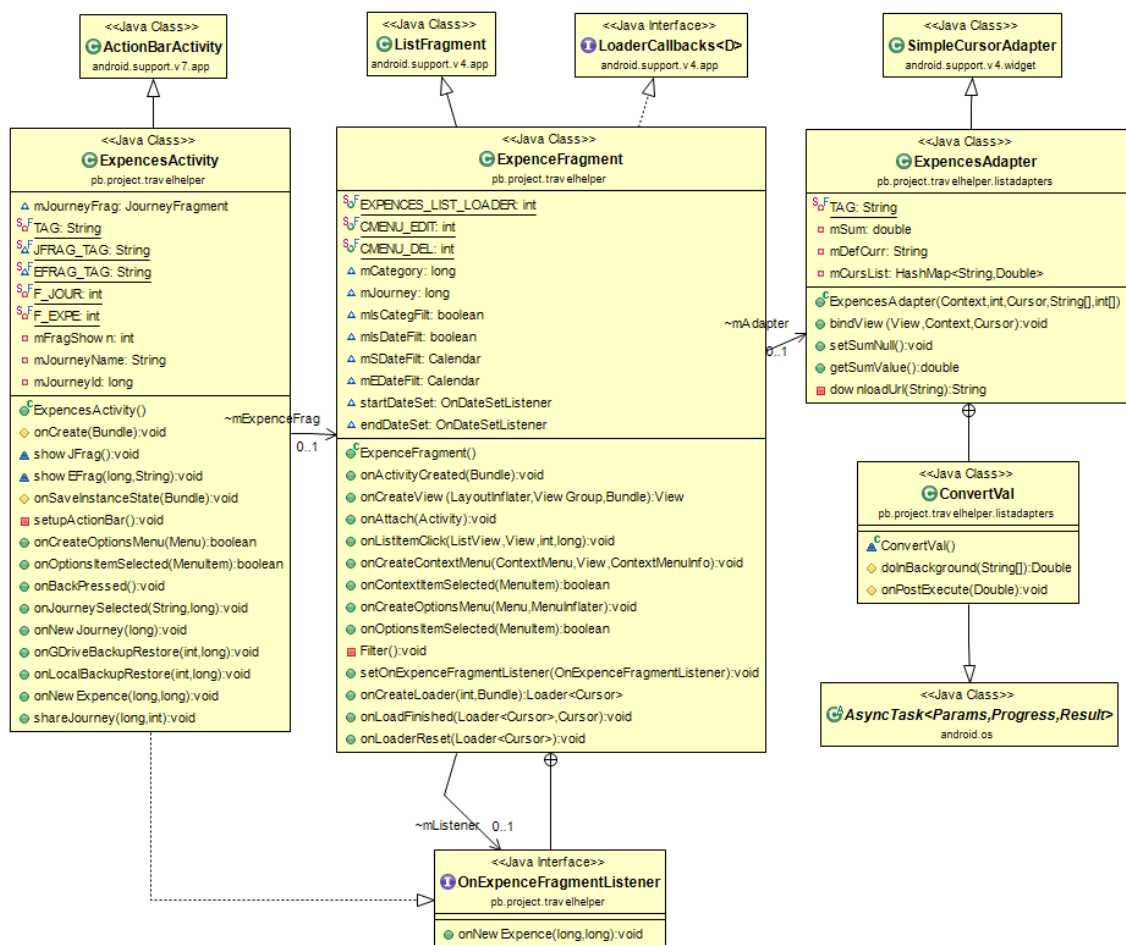 <<Java Class>>
ActionBarActivity
android.support.v7.app
<<Java Class>>
ListFragment
android.support.v4.app
<<Java Interface>>
LoaderCallbacks<D>
android.support.v4.app
<<Java Class>>
SimpleCursorAdapter
android.support.v4.widget
<<Java Class>>
ExpencesActivity
pb.project.travelhelper
mJourneyFrag: JourneyFragment
TAG: String
JFRAG_TAG: String
EFRAG_TAG: String
F_JOUR: int
F_EXPE: int
mFragShown: int
mJourneyName: String
mJourneyId: long
ExpencesActivity()
onCreate(Bundle):void
showJFrag():void
showEFrag(long,String):void
onSaveInstanceState(Bundle):void
setupActionBar():void
onCreateOptionsMenu(Menu):boolean
onOptionsItemSelected(MenuItem):boolean
onBackPressed():void
onJourneySelected(String,long):void
onNewJourney(long):void
onGDriveBackupRestore(int,long):void
onLocalBackupRestore(int,long):void
onNewExpence(long,long):void
shareJourney(long,int):void
~mExpenceFrag
0..1
<<Java Class>>
ExpenceFragment
pb.project.travelhelper
EXPENCES_LIST_LOADER: int
CMENU_EDIT: int
CMENU_DEL: int
mCategory: long
mJourney: long
mIsCategFilt: boolean
mIsDateFilt: boolean
mSDateFilt: Calendar
mEDateFilt: Calendar
startDateSet: OnDateSetListener
endDateSet: OnDateSetListener
ExpenceFragment()
onActivityCreated(Bundle):void
onCreateView(LayoutInflater,ViewGroup,Bundle):View
onAttach(Activity):void
onListItemClick(ListView,View,int,long):void
onCreateContextMenu(ContextMenu,View,ContextMenuInfo):void
onContextItemSelected(MenuItem):boolean
onCreateOptionsMenu(Menu,MenuInflater):void
onOptionsItemSelected(MenuItem):boolean
Filter():void
setOnExpenceFragmentListener(OnExpenceFragmentListener):void
onCreateLoader(int,Bundle):Loader<Cursor>
onLoadFinished(Loader<Cursor>,Cursor):void
onLoaderReset(Loader<Cursor>):void
~mAdapter
0..1
<<Java Class>>
ExpencesAdapter
pb.project.travelhelper.listadapters
TAG: String
mSum: double
mDefCurr: String
mCursList: HashMap<String,Double>
ExpencesAdapter(Context,int,Cursor,String[],int[])
bindView(View,Context,Cursor):void
setSumNull():void
getSumValue():double
downloadUrl(String):String
<<Java Class>>
ConvertVal
pb.project.travelhelper.listadapters
ConvertVal()
doInBackground(String[]):Double
onPostExecute(Double):void
<<Java Class>>
AsyncTask<Params,Progress,Result>
android.os
~mListener
0..1
<<Java Interface>>
OnExpenceFragmentListener
pb.project.travelhelper
onNewExpence(long,long):void